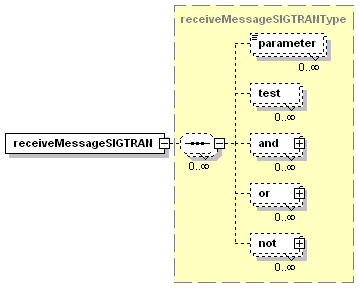 receiveMessageSIGTRANType
parameter
0..∞
test
0..∞
receiveMessageSIGTRAN
0..∞
and
0..∞
or
0..∞
not
0..∞